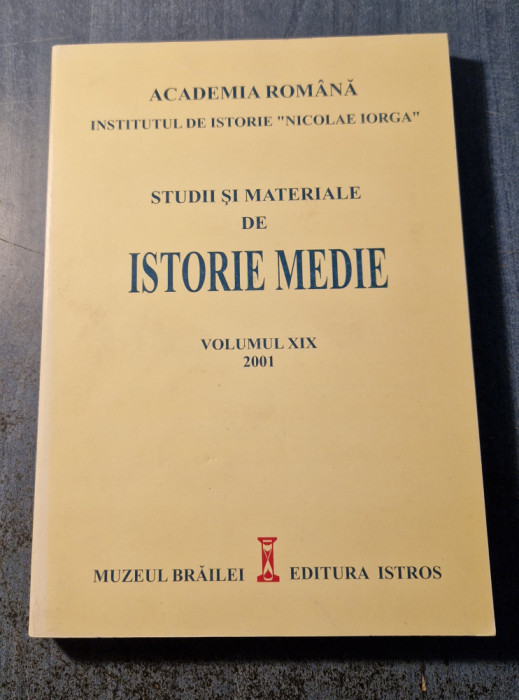 ACADEMIA ROMÂNĂ
INSTITUTUL DE ISTORIE "NICOLAE IORGA"
STUDII ŞI MATERIALE
DE
ISTORIE MEDIE
VOLUMUL XIX
2001
MUZEUL BRĂILEI EDITURA ISTROS